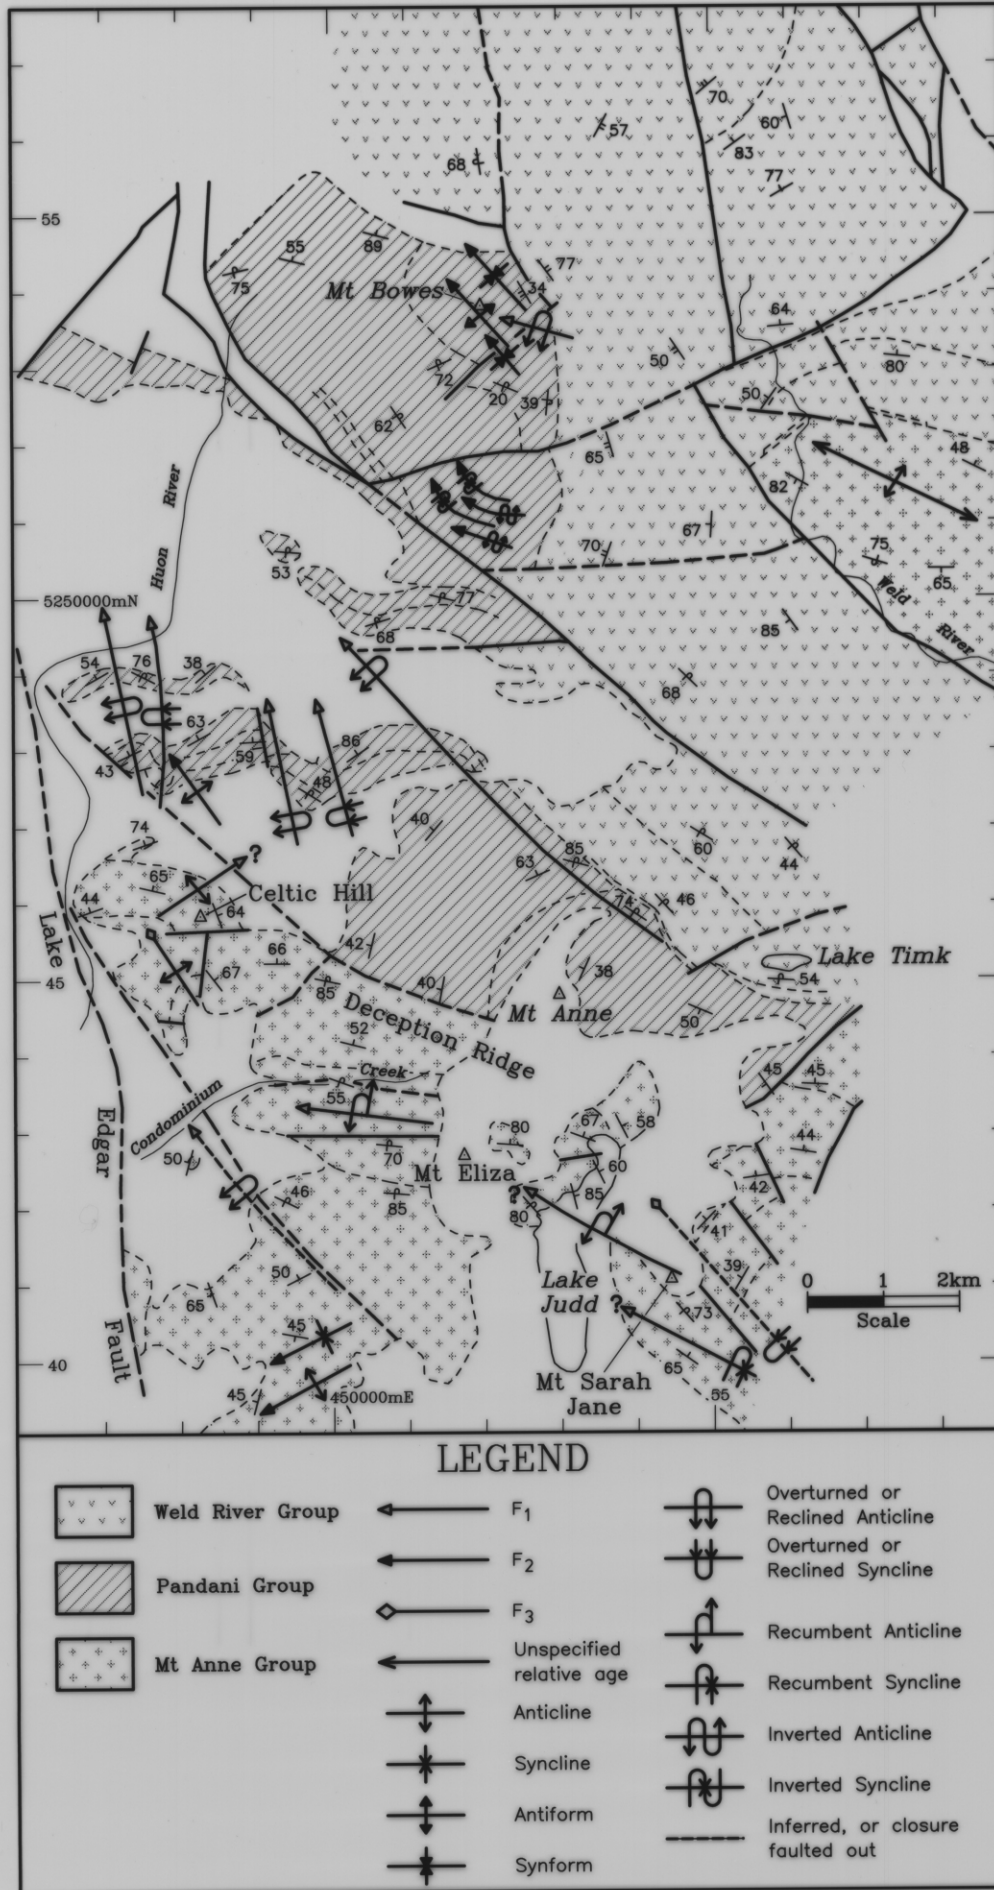 70
57
60
83
68
77
55
55
89
75
Mt Bowes
77
34
64
50
80
72
20
39
50
62
65
48
82
River
67
70
75
65
Huon
53
77
5250000mN
68
85
Weld
River
54
76
38
68
63
59
86
43
48
40
60
44
74
?
85
63
65
Celtic Hill
74
46
44
64
42
Lake
66
Lake Timk
67
38
54
45
85
40
Mt Anne
Deception Ridge
52
50
Creek
45
45
55
Condominium
Edgar
67
58
80
44
50
70
Mt Eliza
60
42
?
85
46
85
80
41
39
0 1 2km
Scale
50
Lake
Judd
?
73
65
45
Fault
40
65
55
Mt Sarah
Jane
45
450000mE
LEGEND
Weld River Group
Pandani Group
Mt Anne Group
F1
F2
F3
Unspecified
relative age
Anticline
Syncline
Antiform
Synform
Overturned or
Reclined Anticline
Overturned or
Reclined Syncline
Recumbent Anticline
Recumbent Syncline
Inverted Anticline
Inverted Syncline
Inferred, or closure
faulted out